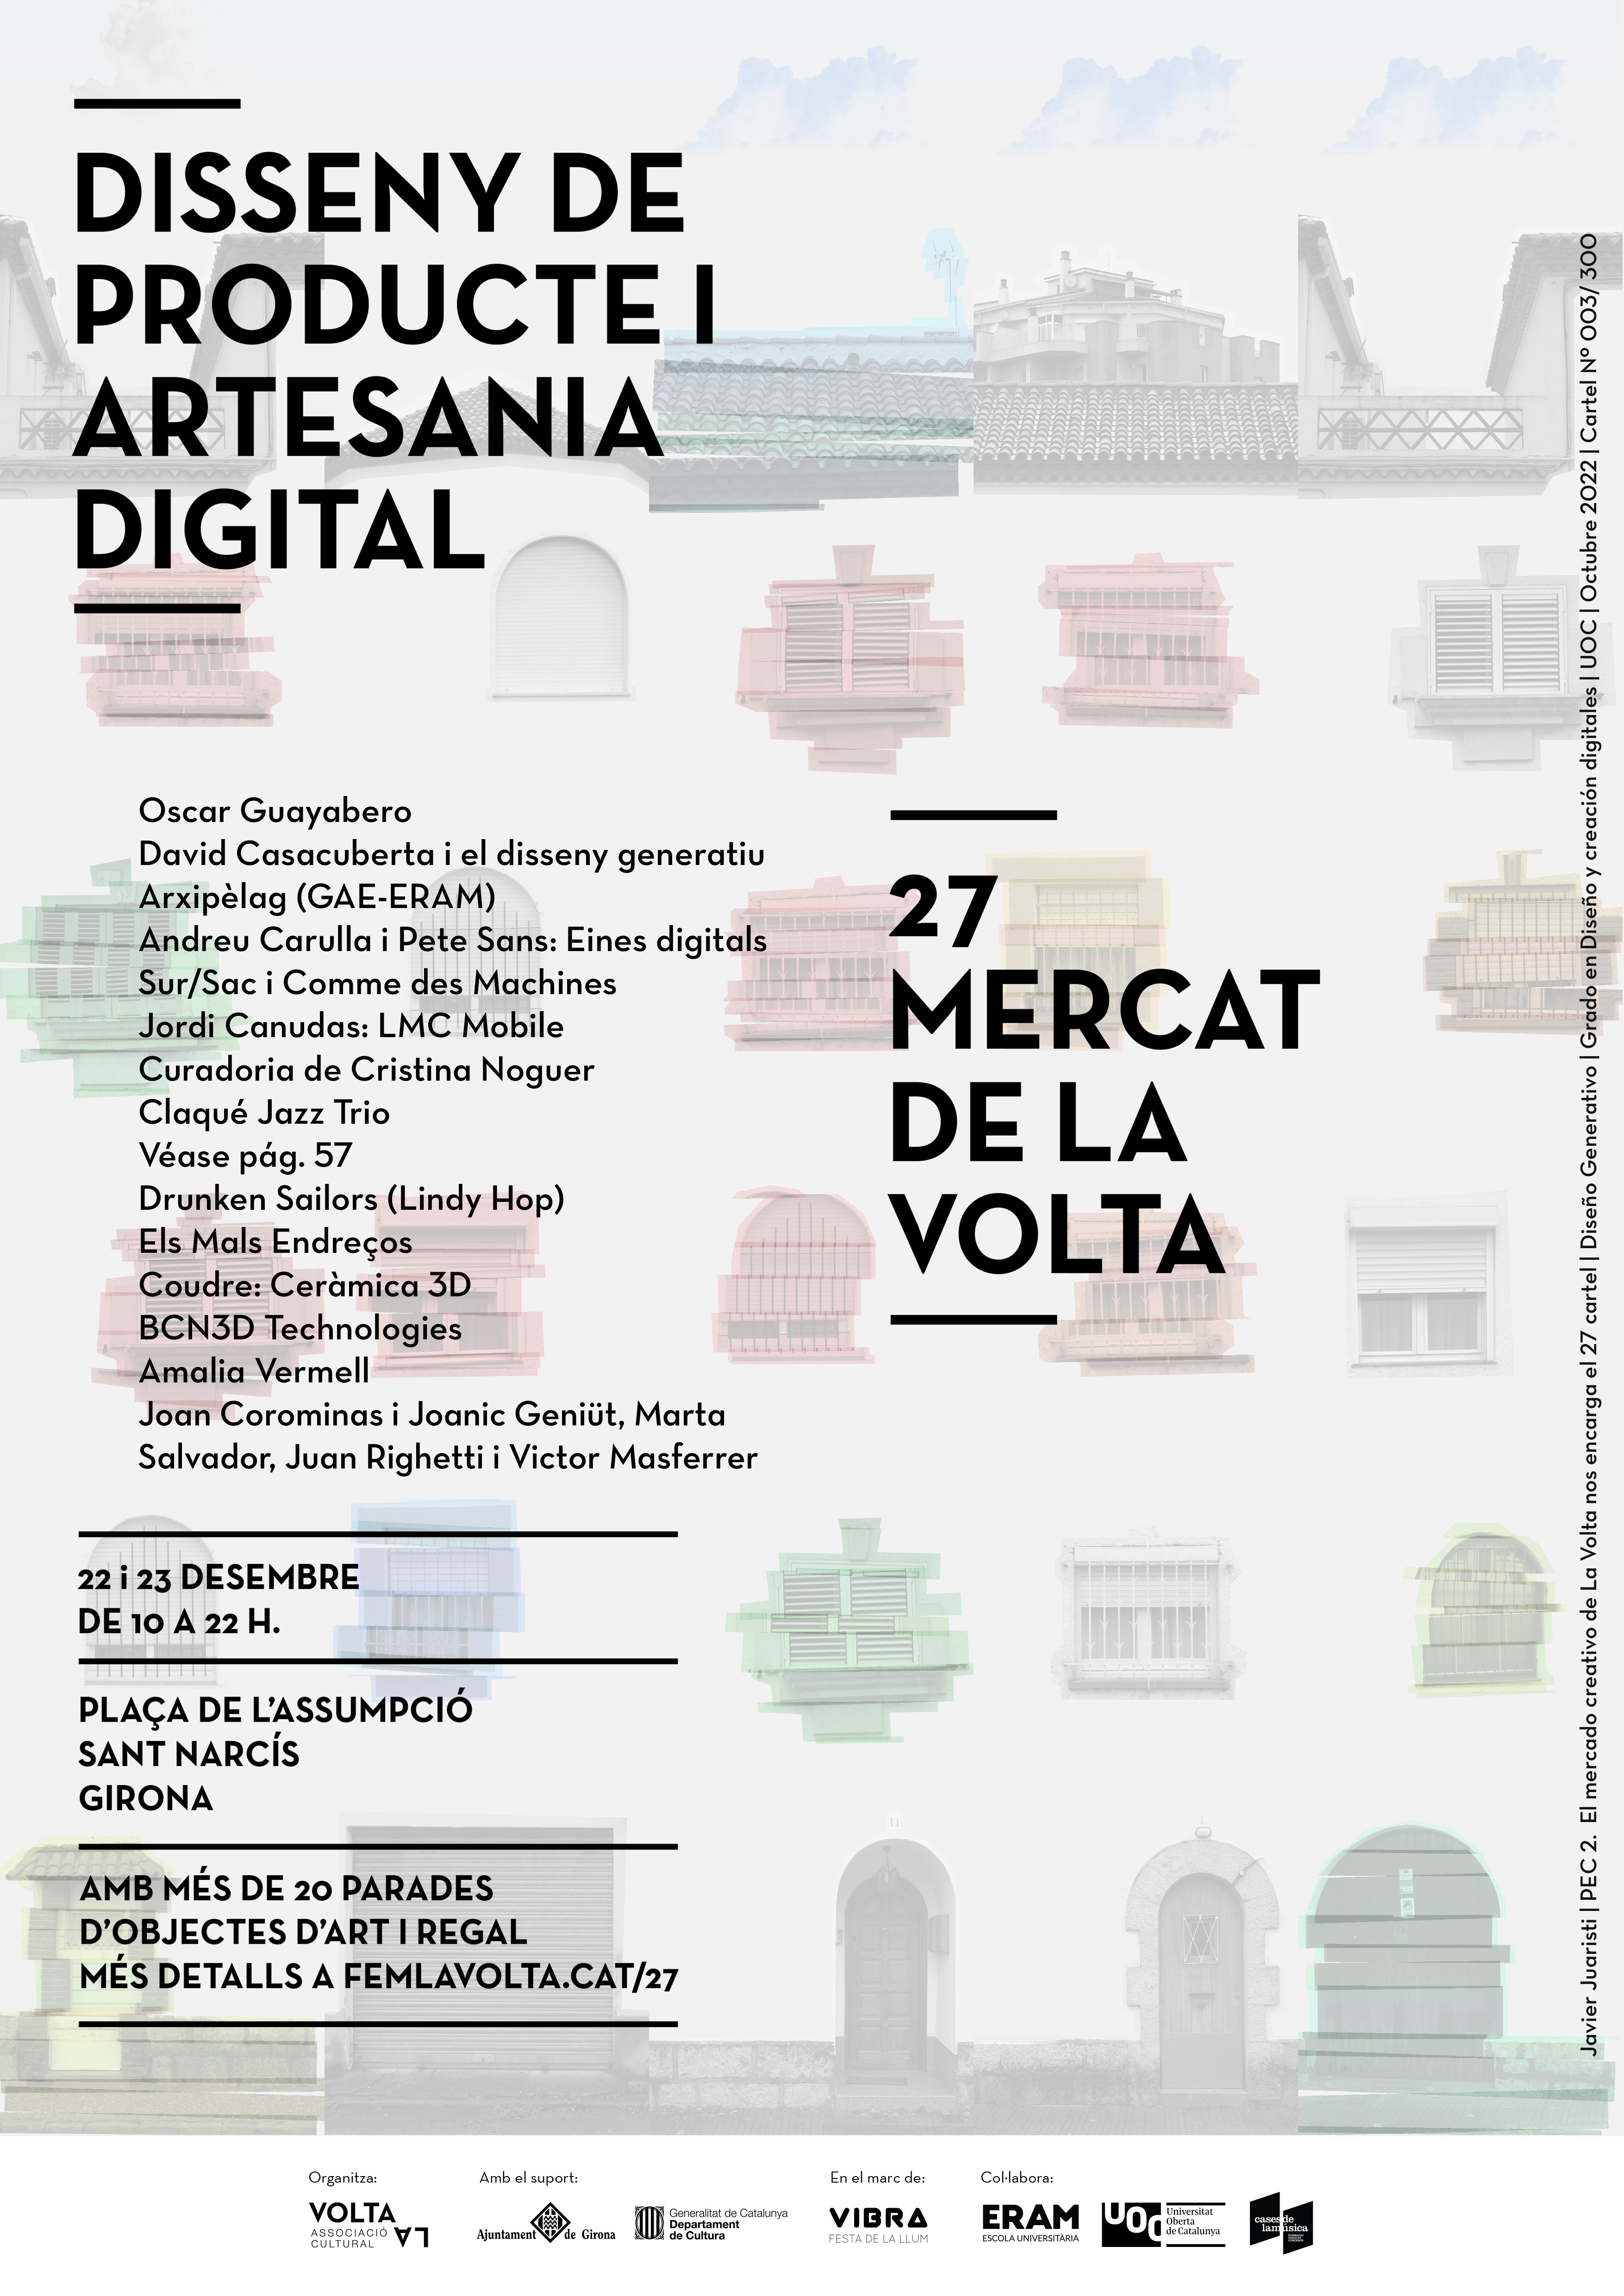 DISSENY DE
PRODUCTE I
ARTESANIA
DIGITAL
Oscar Guayabero
David Casacuberta i el disseny generatiu
Arxipèlag (GAE-ERAM)
Andreu Carulla i Pete Sans: Eines digitals
Sur/Sac i Comme des Machines
Jordi Canudas: LMC Mobile
Curadoria de Cristina Noguer
Claqué Jazz Trio
Véase pág. 57
Drunken Sailors (Lindy Hop)
Els Mals Endreços
Coudre: Ceràmica 3D
BCN3D Technologies
Amalia Vermell
Joan Corominas i Joanic Geniüt, Marta
Salvador, Juan Righetti i Victor Masferrer
27
MERCAT
DE LA
VOLTA
22 i 23 DESEMBRE
DE 10 A 22 H.
PLAÇA DE L'ASSUMPCIÓ
SANT NARCÍS
GIRONA
AMB MÉS DE 20 PARADES
D'OBJECTES D'ART I REGAL
MÉS DETALLS A FEMLAVOLTA.CAT/27
Javier Juaristi | PEC 2. El mercado creativo de La Volta nos encarga el 27 cartel | Diseño Generativo | Grado en Diseño y creación digitales | UOC | Octubre 2022 | Cartel Nº 003/ 300
11
1
Organitza:
VOLTA
ASSOCIACIÓ
CULTURAL
LA
Amb el suport:
Ajuntament de Girona
Generalitat de Catalunya
Departament
de Cultura
En el marc de:
VIBRA
FESTA DE LA LLUM
Col·labora:
ERAM
ESCOLA UNIVERSITÀRIA
UOC
Universitat
Oberta
de Catalunya
cases de
la música